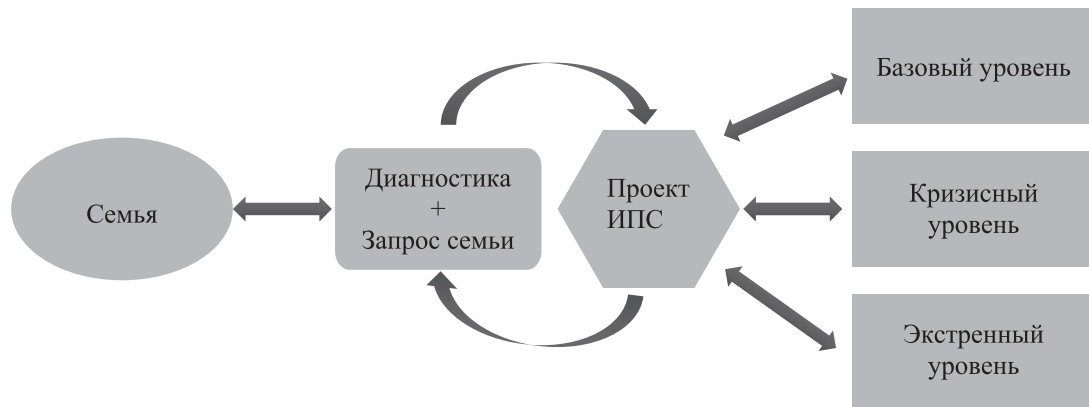 Семья
Диагностика
+
Запрос семьи
Проект
ИПС
Базовый уровень
Кризисный
уровень
Экстренный
уровень